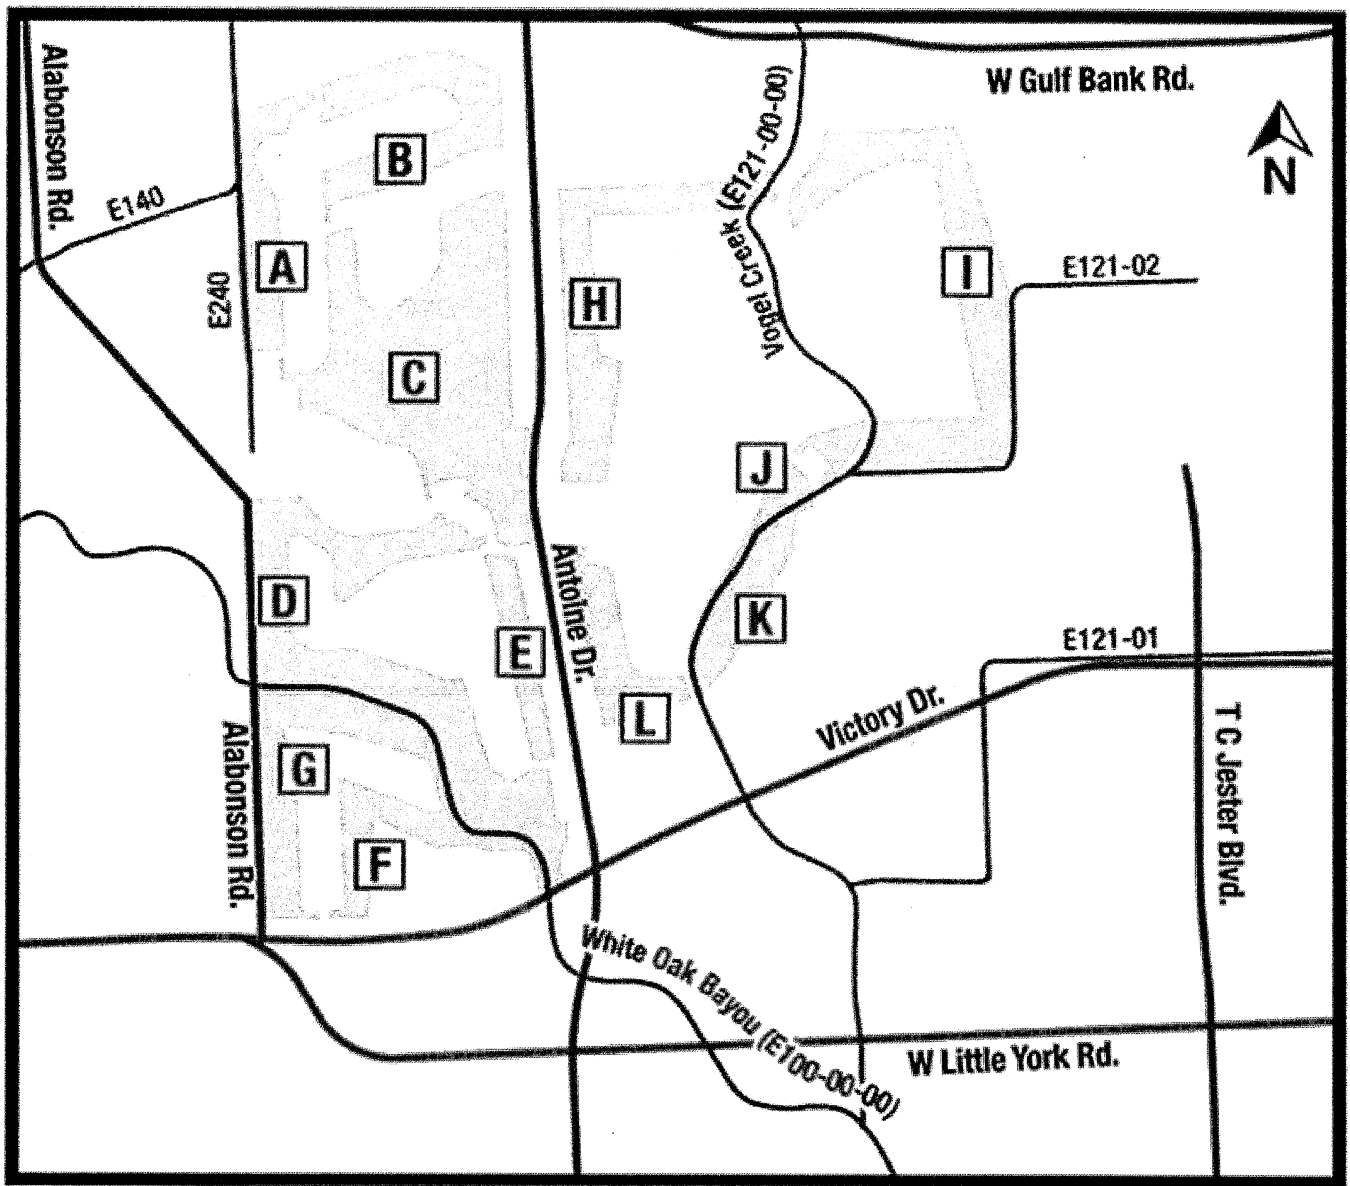 W Gulf Bank Rd.
Alabonson Rd.
Vogel Creek (E121-00-00)
B
N
E140
A
E240
H
I
E121-02
C
J
Antoine Dr.
D
K
E
E121-01
L
Victory Dr.
T C Jester Blvd.
Alabonson Rd.
G
F
White Oak Bayou (E100-00-00)
W Little York Rd.